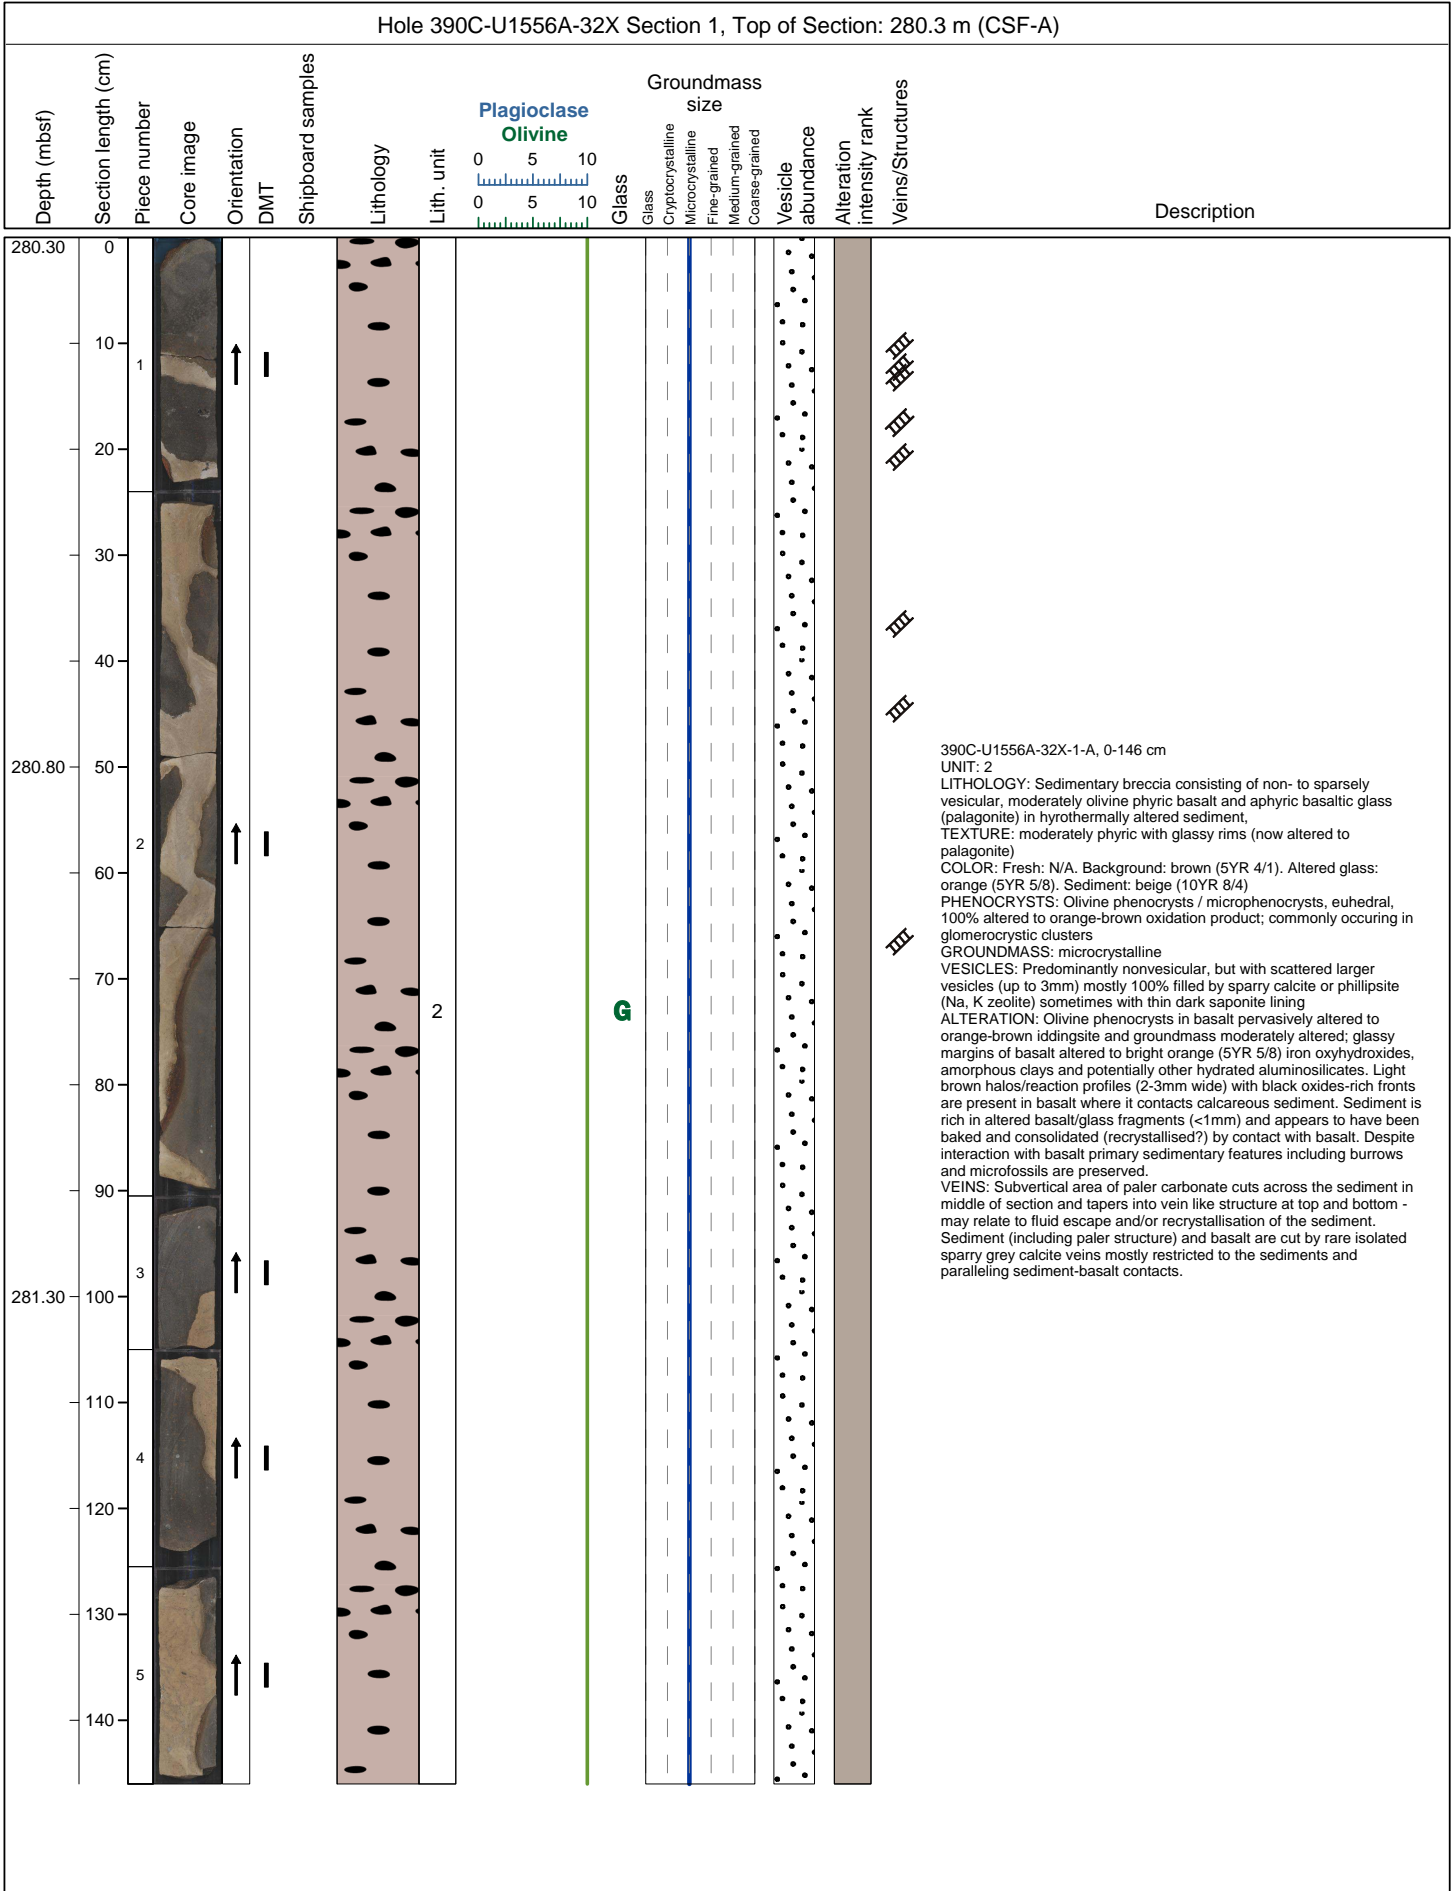 Hole 390C-U1556A-32X Section 1, Top of Section: 280.3 m (CSF-A)
Depth (mbsf)
Section length (cm)
Piece number
Core image
Orientation
DMT
Shipboard samples
Lithology
Lith. unit
Plagioclase
Olivine
0 5 10
0 5 10
Glass
Groundmass
size
Glass
Cryptocrystalline
Microcrystalline
Fine-grained
Medium-grained
Coarse-grained
Vesicle
abundance
Alteration
intensity rank
Veins/Structures
Description
280.30
280.80
281.30
0
10
20
30
40
50
60
70
80
90
100
110
120
130
140
1
2
3
4
5
2
G
390C-U1556A-32X-1-A, 0-146 cm
UNIT: 2
LITHOLOGY: Sedimentary breccia consisting of non- to sparsely
vesicular, moderately olivine phyric basalt and aphyric basaltic glass
(palagonite) in hyrothermally altered sediment,
TEXTURE: moderately phyric with glassy rims (now altered to
palagonite)
COLOR: Fresh: N/A. Background: brown (5YR 4/1). Altered glass:
orange (5YR 5/8). Sediment: beige (10YR 8/4)
PHENOCRYSTS: Olivine phenocrysts / microphenocrysts, euhedral,
100% altered to orange-brown oxidation product; commonly occuring in
glomerocrystic clusters
GROUNDMASS: microcrystalline
VESICLES: Predominantly nonvesicular, but with scattered larger
vesicles (up to 3mm) mostly 100% filled by sparry calcite or phillipsite
(Na, K zeolite) sometimes with thin dark saponite lining
ALTERATION: Olivine phenocrysts in basalt pervasively altered to
orange-brown iddingsite and groundmass moderately altered; glassy
margins of basalt altered to bright orange (5YR 5/8) iron oxyhydroxides,
amorphous clays and potentially other hydrated aluminosilicates. Light
brown halos/reaction profiles (2-3mm wide) with black oxides-rich fronts
are present in basalt where it contacts calcareous sediment. Sediment is
rich in altered basalt/glass fragments (<1mm) and appears to have been
baked and consolidated (recrystallised?) by contact with basalt. Despite
interaction with basalt primary sedimentary features including burrows
and microfossils are preserved.
VEINS: Subvertical area of paler carbonate cuts across the sediment in
middle of section and tapers into vein like structure at top and bottom -
may relate to fluid escape and/or recrystallisation of the sediment.
Sediment (including paler structure) and basalt are cut by rare isolated
sparry grey calcite veins mostly restricted to the sediments and
paralleling sediment-basalt contacts.